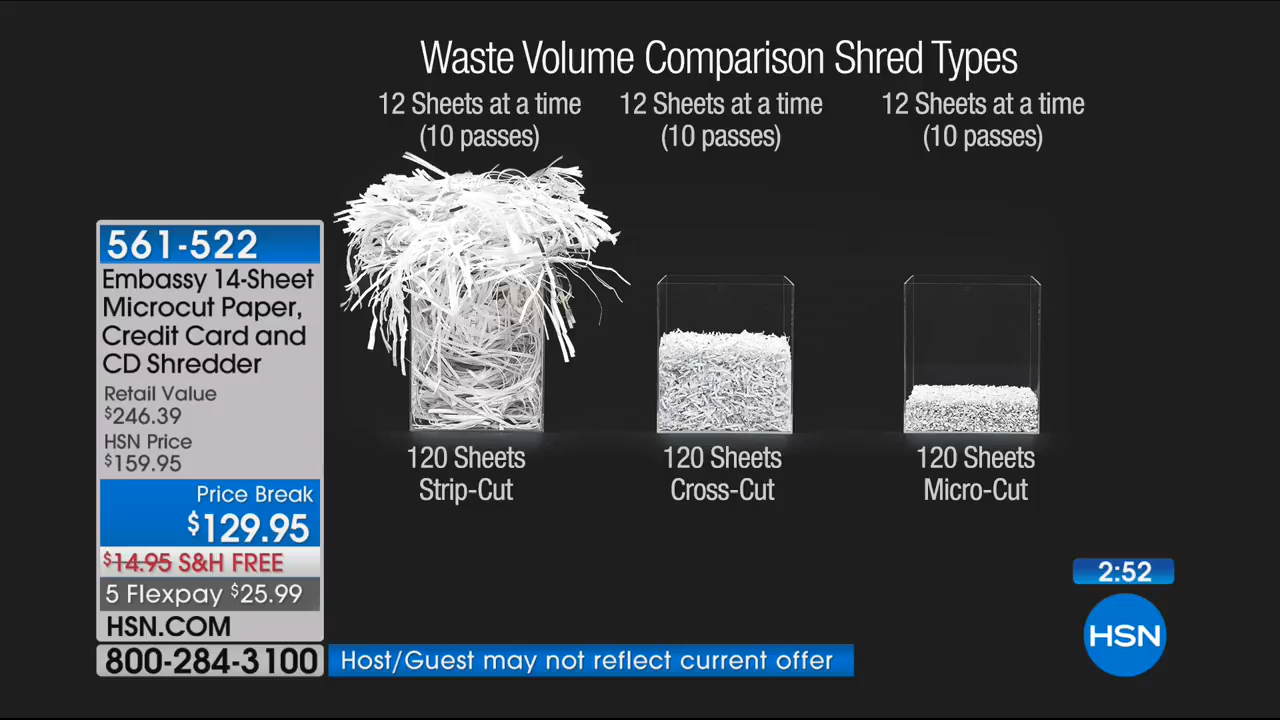 Waste Volume Comparison Shred Types
12 Sheets at a time
(10 passes)
12 Sheets at a time
(10 passes)
12 Sheets at a time
(10 passes)
120 Sheets
Strip-Cut
120 Sheets
Cross-Cut
120 Sheets
Micro-Cut
561-522
Embassy 14-Sheet
Microcut Paper,
Credit Card and
CD Shredder
Retail Value
$246.39
HSN Price
$159.95
Price Break
$129.95
$14.95 S&H FREE
5 Flexpay $25.99
HSN.COM
800-284-3100
Host/Guest may not reflect current offer
2:52
HSN